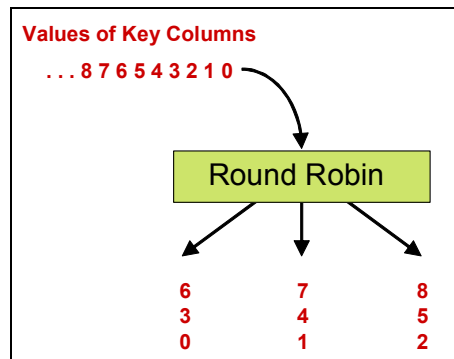 Values of Key Columns
. . . 8 7 6 5 4 3 2 1 0
Round Robin
6 7 8
3 4 5
0 1 2